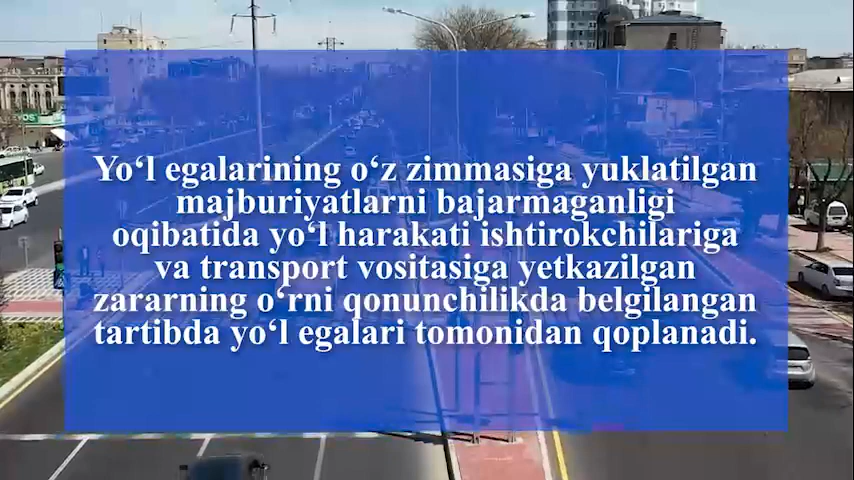 Yo‘l egalarining o‘z zimmasiga yuklatilgan
majburiyatlarni bajarmaganligi
oqibatida yo‘l harakati ishtirokchilariga
va transport vositasiga yetkazilgan
zararning o‘rni qonunchilikda belgilangan
tartibda yo‘l egalari tomonidan qoplanadi.